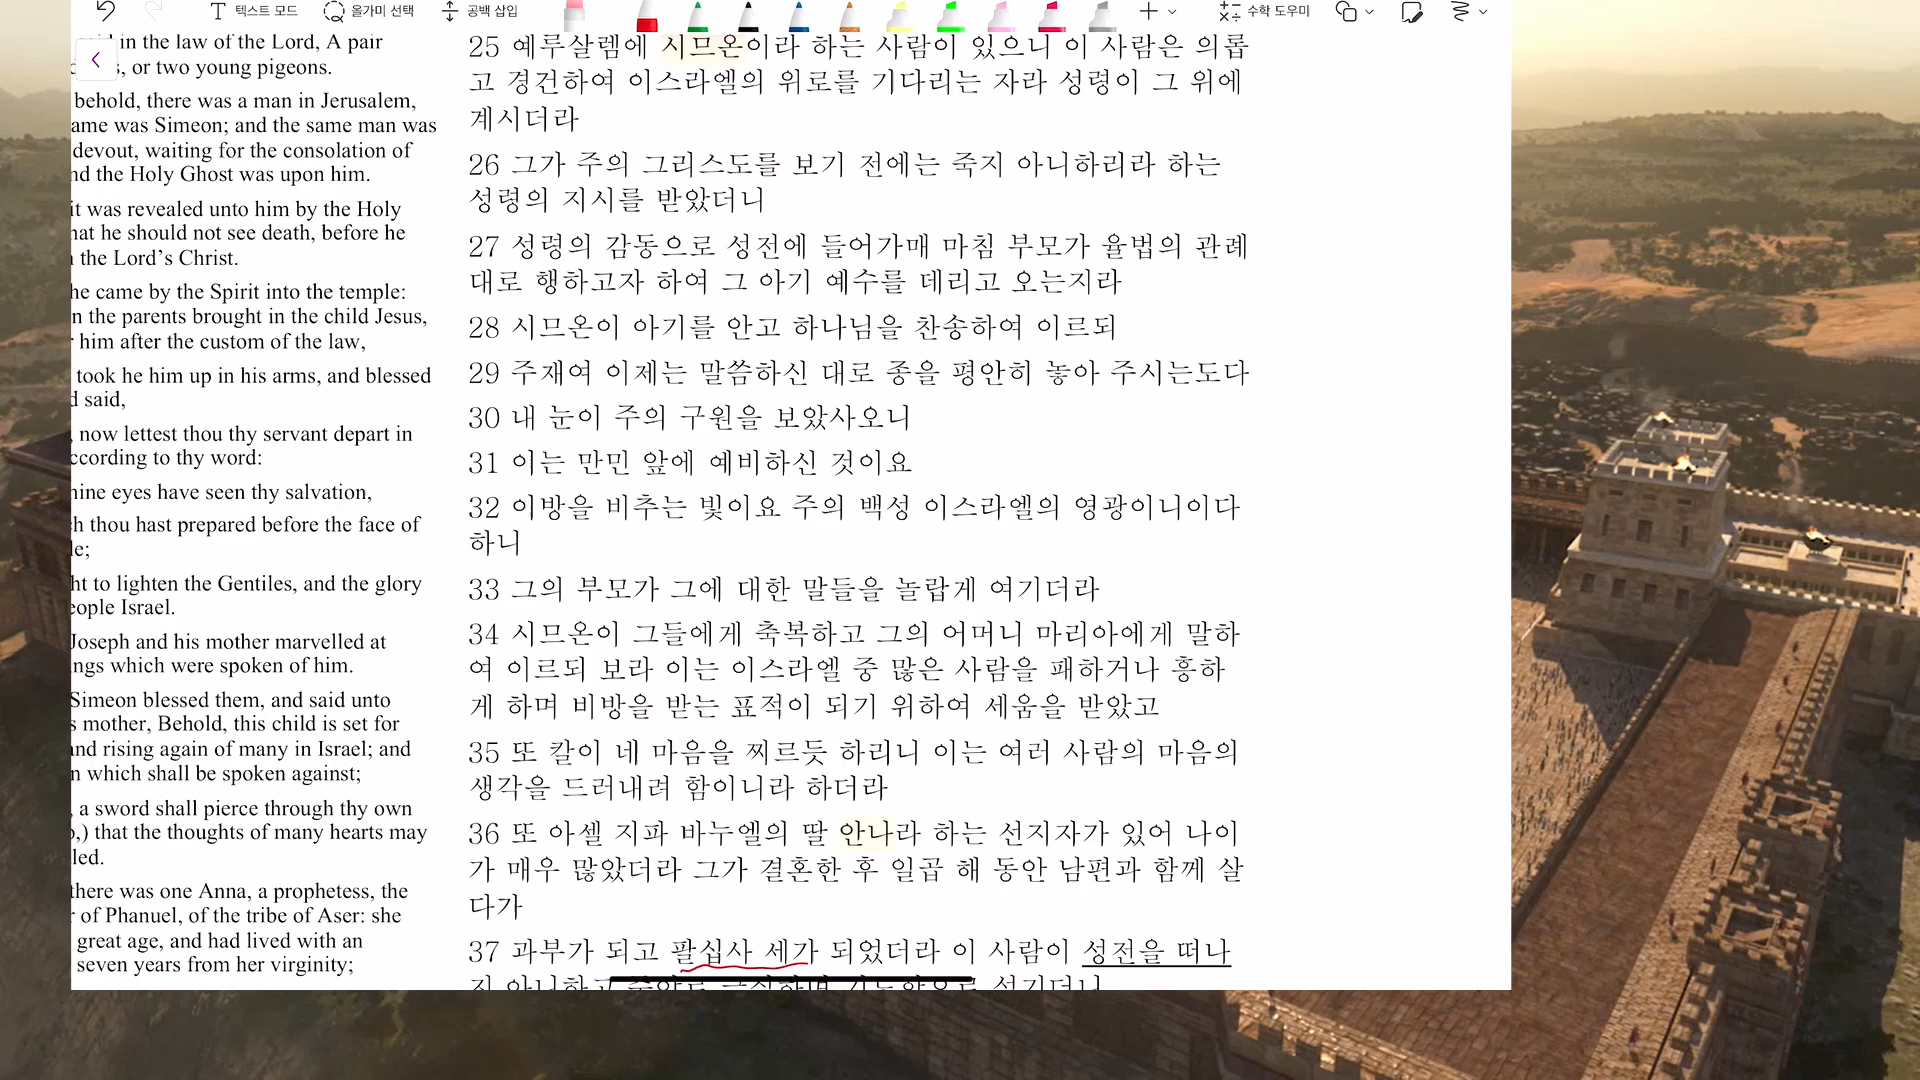 텍스트 모드
올가미 선택
공백 삽입
수학 도우미
in the law of the Lord, A pair
or two young pigeons.
behold, there was a man in Jerusalem,
ame was Simeon; and the same man was
devout, waiting for the consolation of
nd the Holy Ghost was upon him.
it was revealed unto him by the Holy
hat he should not see death, before he
the Lord's Christ.
he came by the Spirit into the temple:
n the parents brought in the child Jesus,
him after the custom of the law,
took he him up in his arms, and blessed
d said,
now lettest thou thy servant depart in
ccording to thy word:
nine eyes have seen thy salvation,
ch thou hast prepared before the face of
le;
ht to lighten the Gentiles, and the glory
eople Israel.
Joseph and his mother marvelled at
ngs which were spoken of him.
Simeon blessed them, and said unto
s mother, Behold, this child is set for
and rising again of many in Israel; and
n which shall be spoken against;
a sword shall pierce through thy own
o,) that the thoughts of many hearts may
led.
there was one Anna, a prophetess, the
r of Phanuel, of the tribe of Aser: she
great age, and had lived with an
seven years from her virginity;
25 예루살렘에 시므온이라 하는 사람이 있으니 이 사람은 의롭
고 경건하여 이스라엘의 위로를 기다리는 자라 성령이 그 위에
계시더라
26 그가 주의 그리스도를 보기 전에는 죽지 아니하리라 하는
성령의 지시를 받았더니
27 성령의 감동으로 성전에 들어가매 마침 부모가 율법의 관례
대로 행하고자 하여 그 아기 예수를 데리고 오는지라
28 시므온이 아기를 안고 하나님을 찬송하여 이르되
29 주재여 이제는 말씀하신 대로 종을 평안히 놓아 주시는도다
30 내 눈이 주의 구원을 보았사오니
31 이는 만민 앞에 예비하신 것이요
32 이방을 비추는 빛이요 주의 백성 이스라엘의 영광이니이다
하니
33 그의 부모가 그에 대한 말들을 놀랍게 여기더라
34 시므온이 그들에게 축복하고 그의 어머니 마리아에게 말하
여 이르되 보라 이는 이스라엘 중 많은 사람을 패하거나 흥하
게 하며 비방을 받는 표적이 되기 위하여 세움을 받았고
35 또 칼이 네 마음을 찌르듯 하리니 이는 여러 사람의 마음의
생각을 드러내려 함이니라 하더라
36 또 아셀 지파 바누엘의 딸 안나라 하는 선지자가 있어 나이
가 매우 많았더라 그가 결혼한 후 일곱 해 동안 남편과 함께 살
다가
37 과부가 되고 팔십사 세가 되었더라 이 사람이 성전을 떠나
지 아니하고 섬기더니